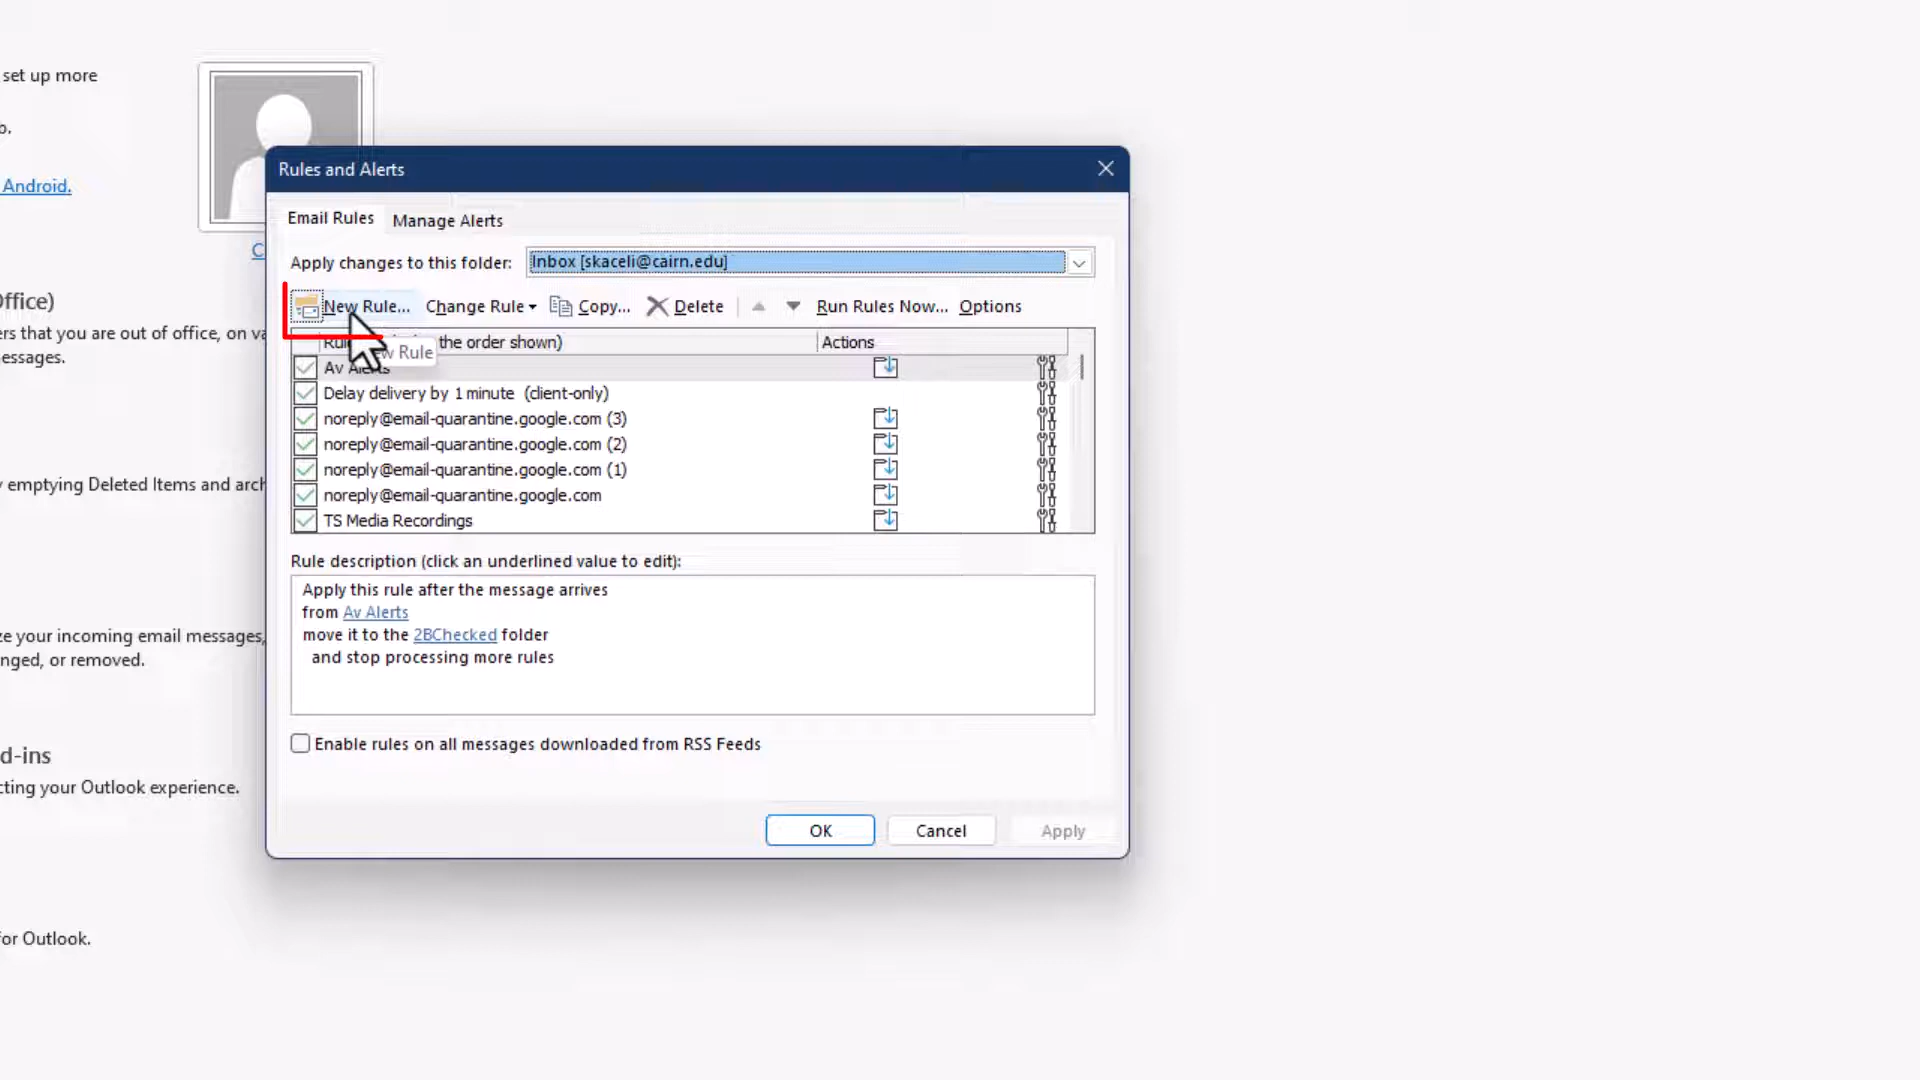 set up more
b.
Android.
C
Office)
ers that you are out of office, on va
essages.
y emptying Deleted Items and arch
ze your incoming email messages,
nged, or removed.
d-ins
cting your Outlook experience.
for Outlook.
Rules and Alerts
Email Rules Manage Alerts
Apply changes to this folder: Inbox [skaceli@cairn.edu]
New Rule... Change Rule Copy... Delete Run Rules Now... Options
the order shown) Actions
Rule
Av Alerts
Delay delivery by 1 minute (client-only)
noreply@email-quarantine.google.com (3)
noreply@email-quarantine.google.com (2)
noreply@email-quarantine.google.com (1)
noreply@email-quarantine.google.com
TS Media Recordings
Rule description (click an underlined value to edit):
Apply this rule after the message arrives
from Av Alerts
move it to the 2BChecked folder
and stop processing more rules
Enable rules on all messages downloaded from RSS Feeds
OK Cancel Apply